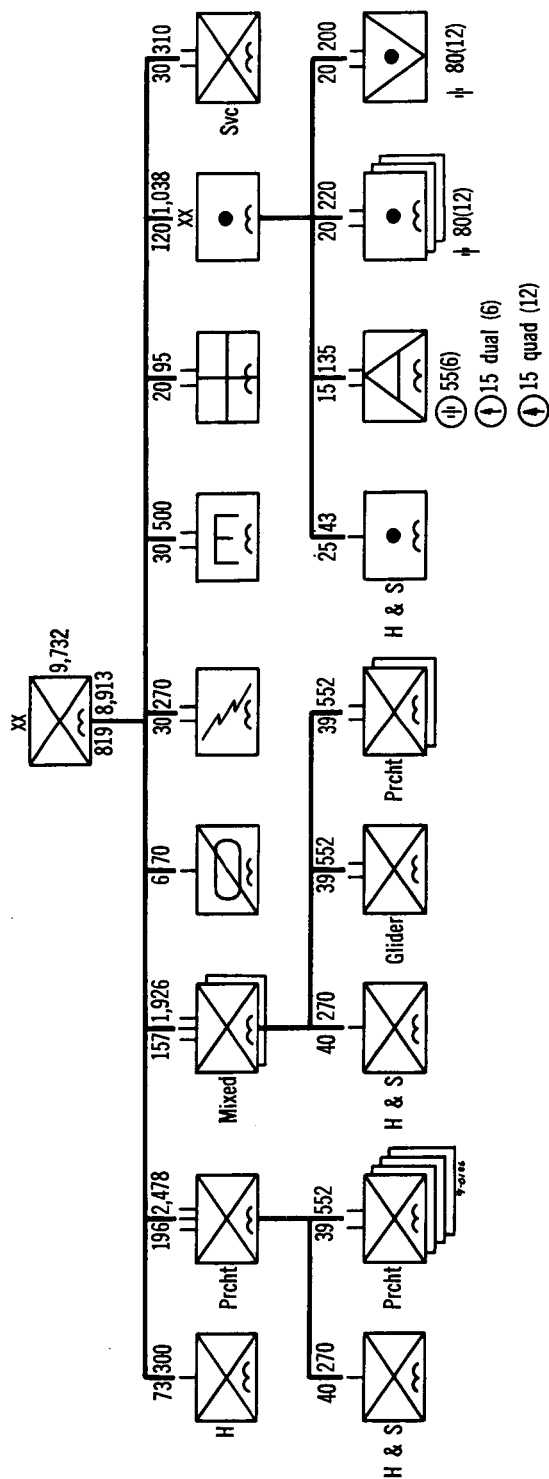 XX
9,732
819 8,913
73 300
196 2,478
157 1,926
6 70
30 270
30 500
20 95
120 1,038
30 310
XX
H
Prcht
Mixed
Svc
40 270
39 552
40 270
39 552
39 552
25 43
15 135
20 220
20 200
H & S
Prcht
H & S
Glider
Prcht
H & S
55(6)
15 dual (6)
15 quad (12)
80(12)
80(12)